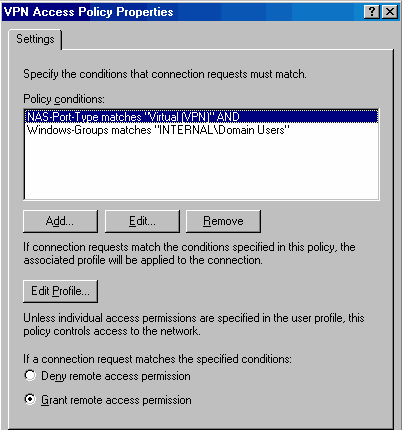 VPN Access Policy Properties
Settings
Specify the conditions that connection requests must match.
Policy conditions:
NAS-Port-Type matches "Virtual (VPN)" AND
Windows-Groups matches "INTERNAL\Domain Users"
Add... Edit... Remove
If connection requests match the conditions specified in this policy, the
associated profile will be applied to the connection.
Edit Profile...
Unless individual access permissions are specified in the user profile, this
policy controls access to the network.
If a connection request matches the specified conditions:
Deny remote access permission
Grant remote access permission